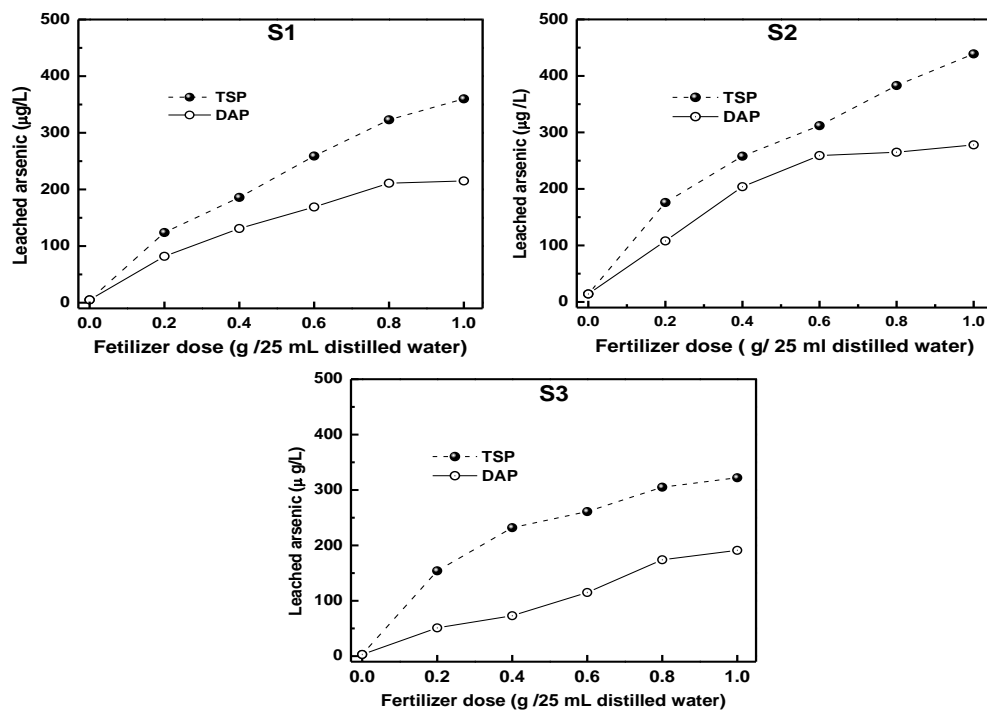 S1
TSP
DAP
500
400
300
200
100
0
Leached arsenic (μg/L)
0.0 0.2 0.4 0.6 0.8 1.0
Fetilizer dose (g /25 mL distilled water)
S2
TSP
DAP
500
400
300
200
100
0
Leached arsenic (μg /L)
0.0 0.2 0.4 0.6 0.8 1.0
Fertilizer dose ( g/ 25 ml distilled water)
S3
TSP
DAP
500
400
300
200
100
0
Leached arsenic (μ g/L)
0.0 0.2 0.4 0.6 0.8 1.0
Fertilizer dose (g /25 mL distilled water)